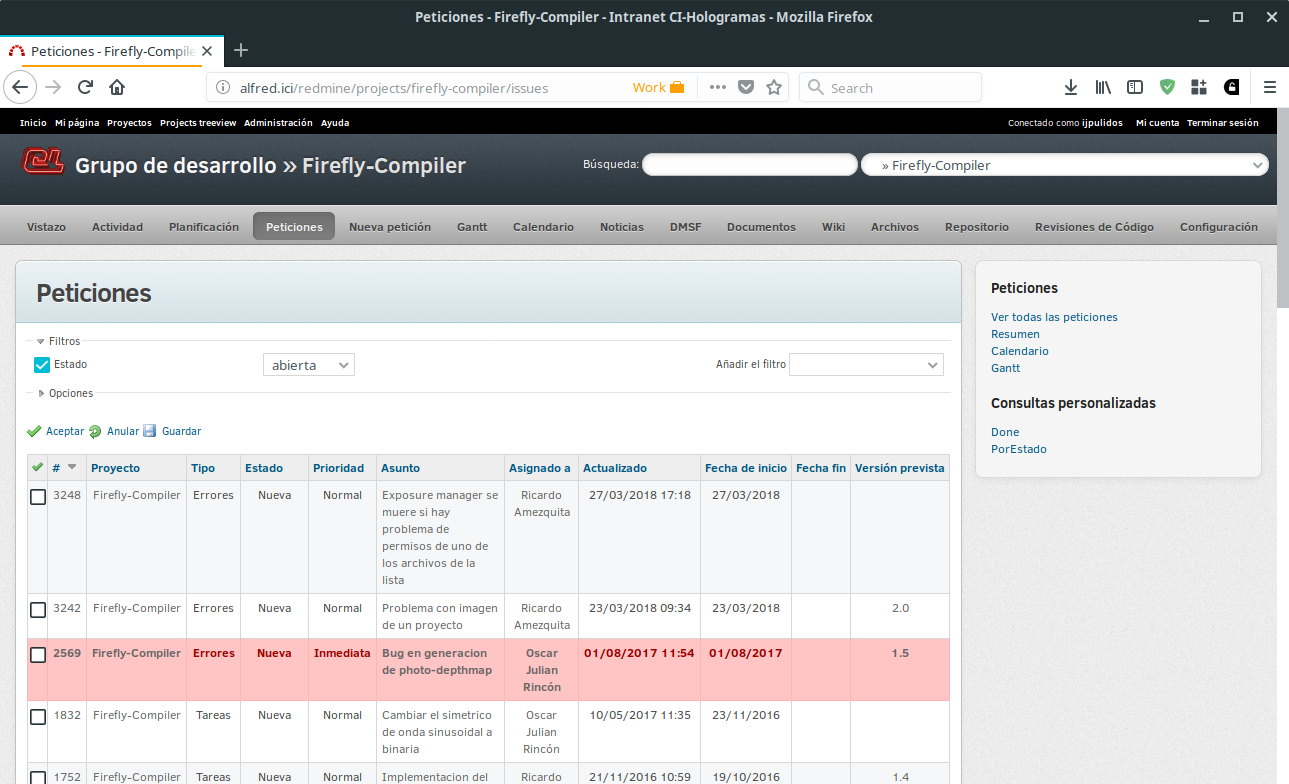 Peticiones - Firefly-Compiler - Intranet CI-Hologramas - Mozilla Firefox
Peticiones - Firefly-Compile
alfred.ici/redmine/projects/firefly-compiler/issues
Work
Search
Inicio Mi página Proyectos Projects treeview Administración Ayuda
Conectado como ijpulidos Mi cuenta Terminar sesión
Grupo de desarrollo » Firefly-Compiler
Búsqueda:
» Firefly-Compiler
Vistazo Actividad Planificación Peticiones Nueva petición Gantt Calendario Noticias DMSF Documentos Wiki Archivos Repositorio Revisiones de Código Configuración
Peticiones
Filtros
Estado
abierta
Añadir el filtro
Opciones
Aceptar Anular Guardar
# Proyecto Tipo Estado Prioridad Asunto Asignado a Actualizado Fecha de inicio Fecha fin Versión prevista
3248 Firefly-Compiler Errores Nueva Normal Exposure manager se Ricardo 27/03/2018 17:18 27/03/2018
muere si hay Amezquita
problema de
permisos de uno de
los archivos de la
lista
3242 Firefly-Compiler Errores Nueva Normal Problema con imagen Ricardo 23/03/2018 09:34 23/03/2018 2.0
de un proyecto Amezquita
2569 Firefly-Compiler Errores Nueva Inmediata Bug en generacion Oscar 01/08/2017 11:54 01/08/2017 1.5
de photo-depthmap Julian
Rincón
1832 Firefly-Compiler Tareas Nueva Normal Cambiar el simetrico Oscar 10/05/2017 11:35 23/11/2016
de onda sinusoidal a Julian
binaria Rincón
1752 Firefly-Compiler Tareas Nueva Normal Implementacion del Ricardo 21/11/2016 10:59 19/10/2016 1.4
Peticiones
Ver todas las peticiones
Resumen
Calendario
Gantt
Consultas personalizadas
Done
PorEstado